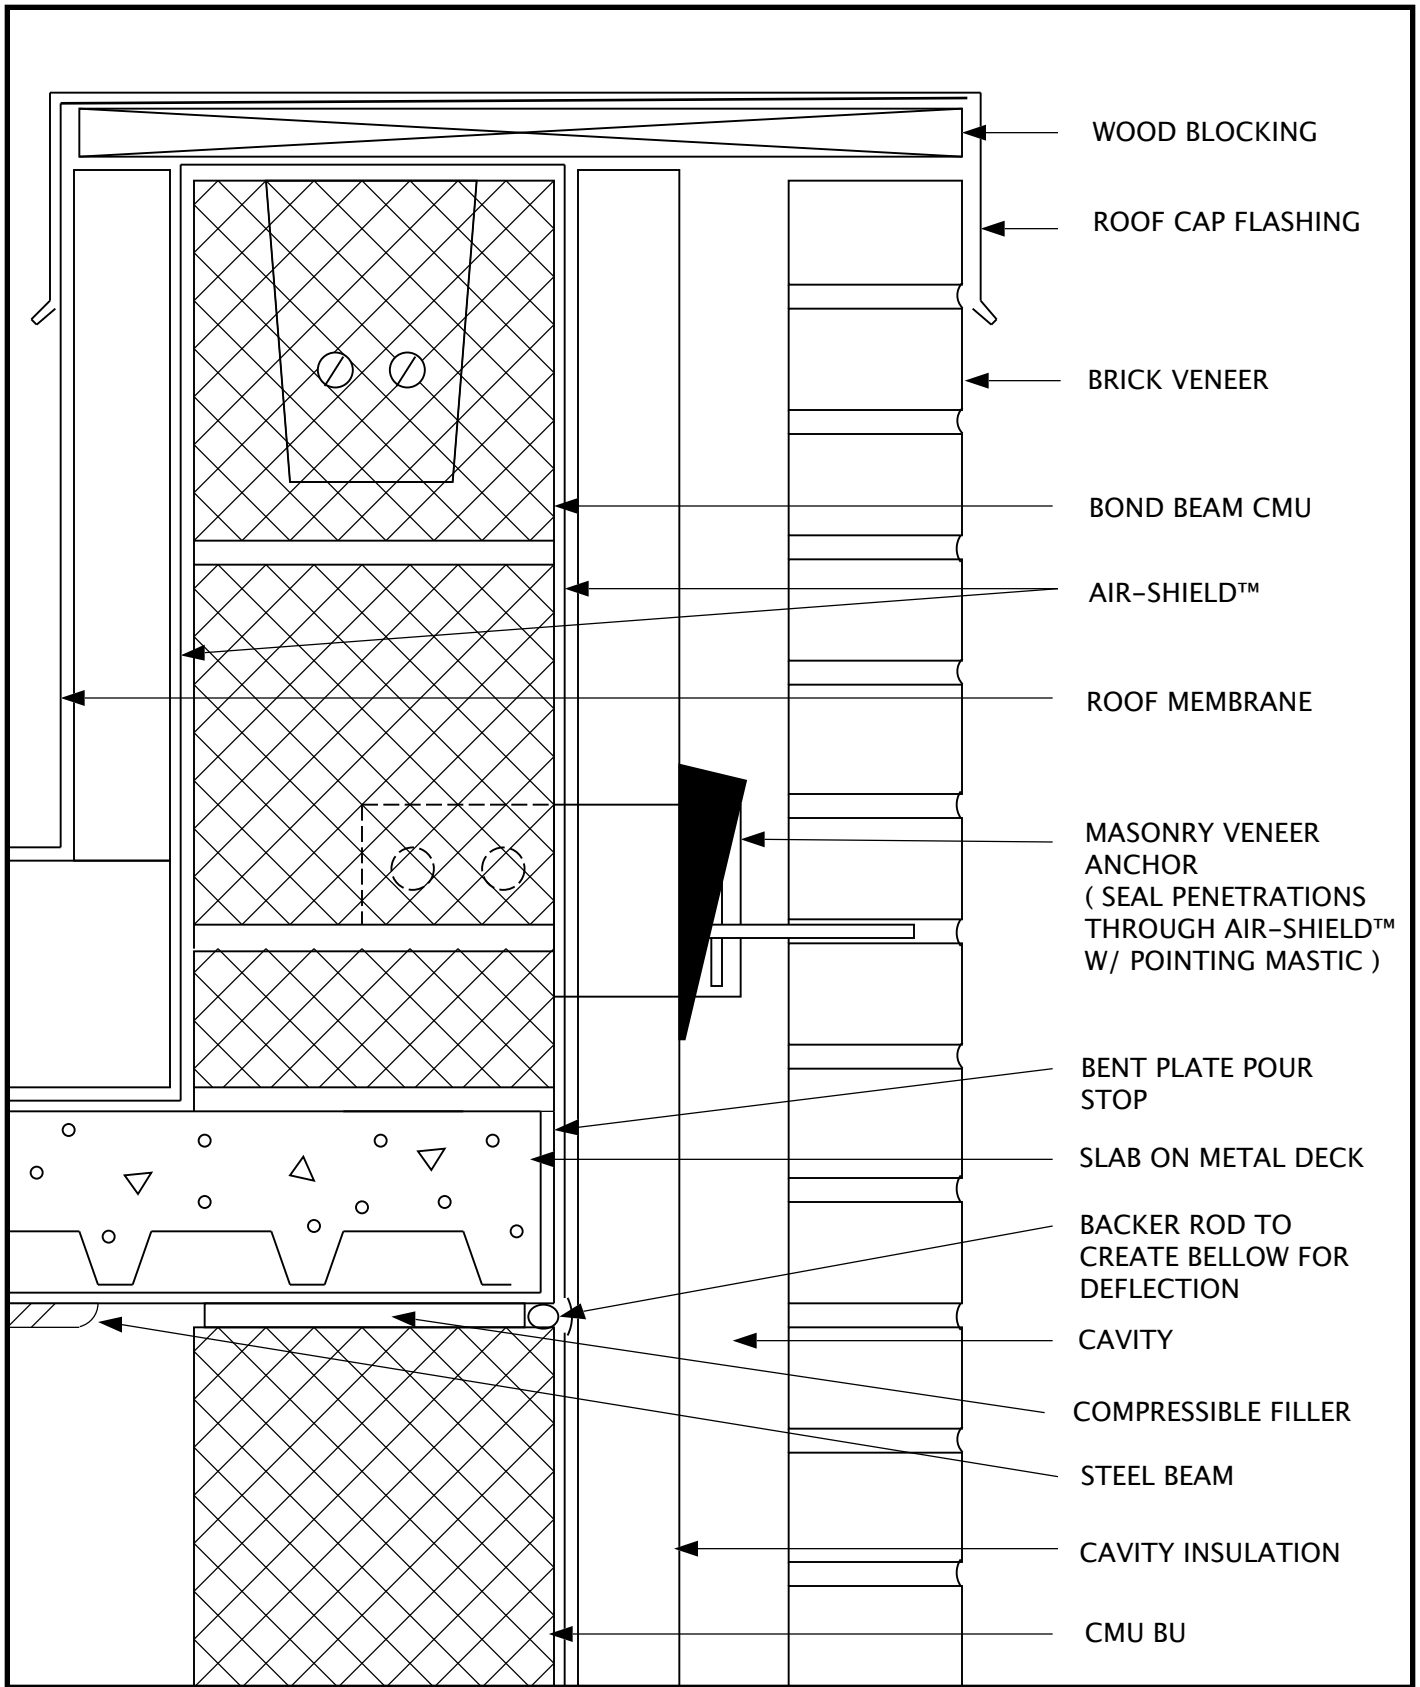 WOOD BLOCKING
ROOF CAP FLASHING
BRICK VENEER
BOND BEAM CMU
AIR-SHIELD™
ROOF MEMBRANE
MASONRY VENEER
ANCHOR
( SEAL PENETRATIONS
THROUGH AIR-SHIELD™
W/ POINTING MASTIC )
BENT PLATE POUR
STOP
SLAB ON METAL DECK
BACKER ROD TO
CREATE BELLOW FOR
DEFLECTION
CAVITY
COMPRESSIBLE FILLER
STEEL BEAM
CAVITY INSULATION
CMU BU